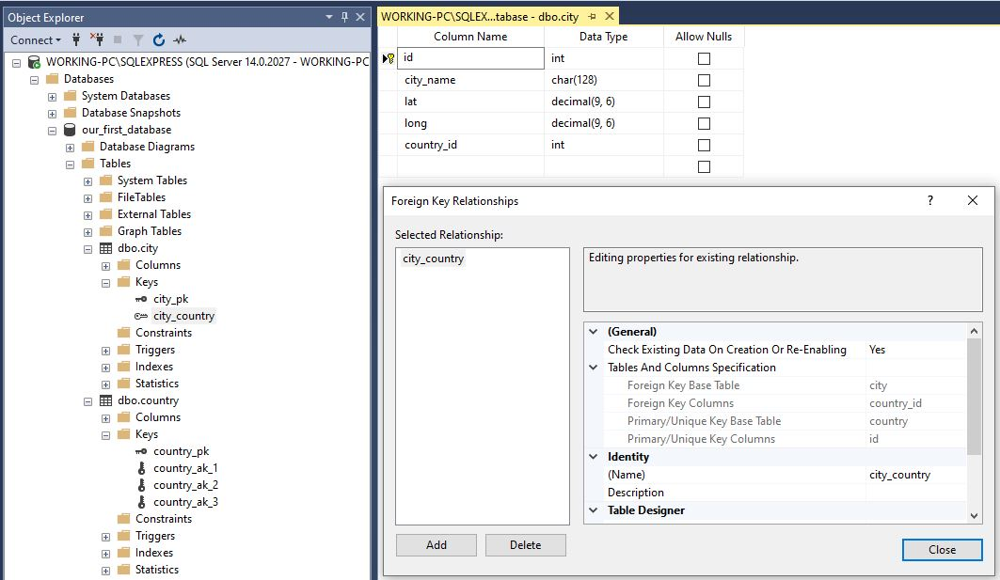 Object Explorer
Connect
WORKING-PC\SQLEXPRESS (SQL Server 14.0.2027 - WORKING-PC
Databases
System Databases
Database Snapshots
our_first_database
Database Diagrams
Tables
System Tables
FileTables
External Tables
Graph Tables
dbo.city
Columns
Keys
city_pk
city_country
Constraints
Triggers
Indexes
Statistics
dbo.country
Columns
Keys
country_pk
country_ak_1
country_ak_2
country_ak_3
Constraints
Triggers
Indexes
Statistics
WORKING-PC\SQLEX...tabase - dbo.city
Column Name Data Type Allow Nulls
id int
city_name char(128)
lat decimal(9, 6)
long decimal(9, 6)
country_id int
Foreign Key Relationships ?
Selected Relationship:
city_country
Editing properties for existing relationship.
(General)
Check Existing Data On Creation Or Re-Enabling Yes
Tables And Columns Specification
Foreign Key Base Table city
Foreign Key Columns country_id
Primary/Unique Key Base Table country
Primary/Unique Key Columns id
Identity
(Name) city_country
Description
Table Designer
Add Delete
Close